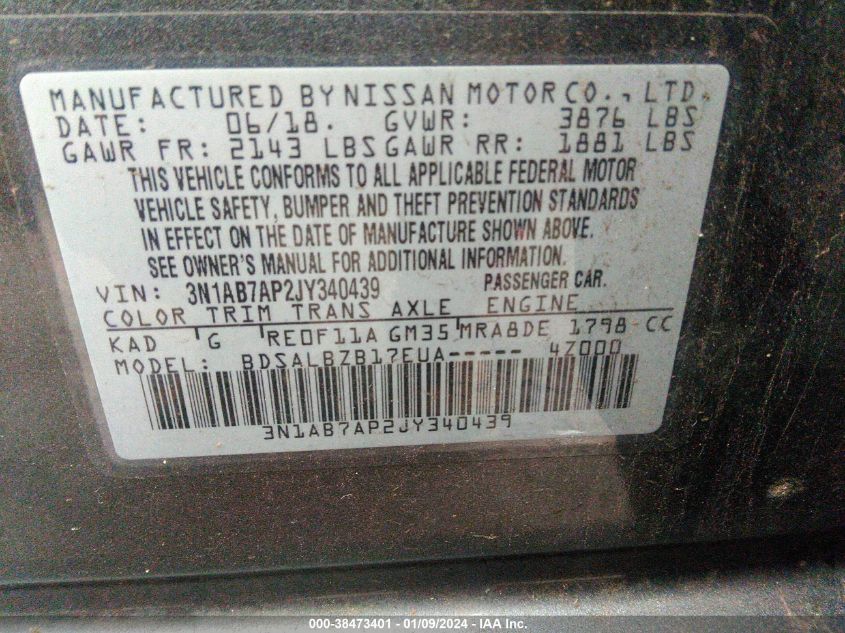 MANUFACTURED BY NISSAN MOTOR CO., LTD.
DATE: 06/18. GVWR: 3876 LBS
GAWR FR: 2143 LBS GAWR RR: 1881 LBS
THIS VEHICLE CONFORMS TO ALL APPLICABLE FEDERAL MOTOR
VEHICLE SAFETY, BUMPER AND THEFT PREVENTION STANDARDS
IN EFFECT ON THE DATE OF MANUFACTURE SHOWN ABOVE.
SEE OWNER'S MANUAL FOR ADDITIONAL INFORMATION.
VIN: 3N1AB7AP2JY340439 PASSENGER CAR.
COLOR TRIM TRANS AXLE ENGINE
KAD G RE0F11A GM35 MRA8DE 1798 CC
MODEL: BDSALBZB17EUA----- 4Z000
3N1AB7AP2JY340439
000-38473401 - 01/09/2024 - IAA Inc.